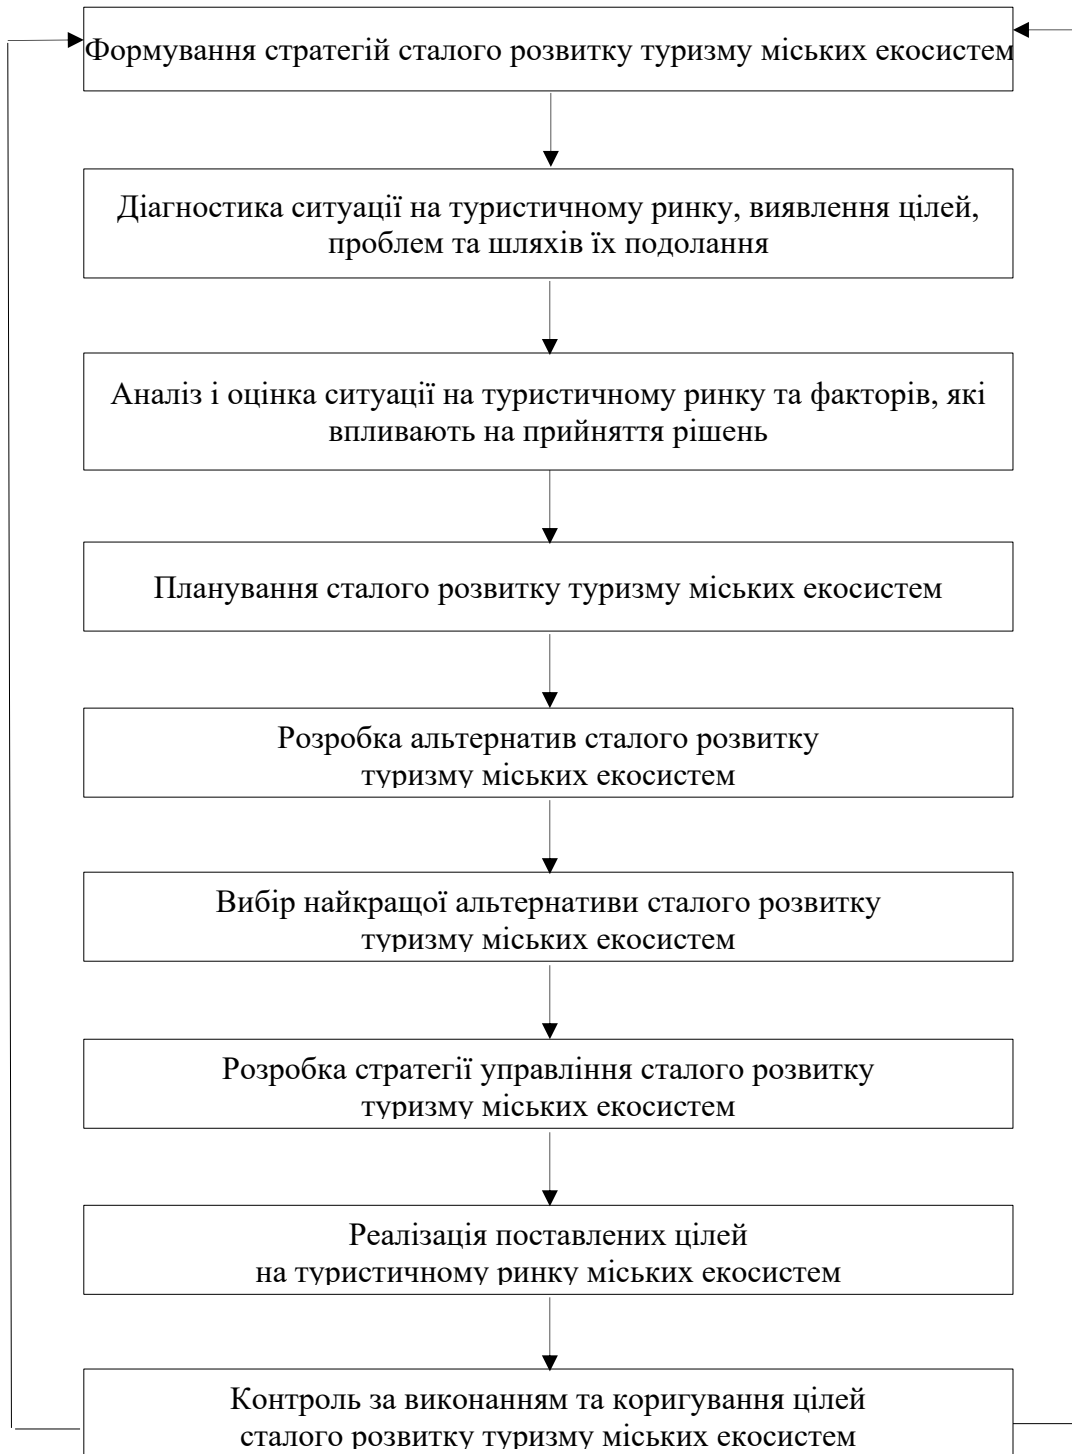 Формування стратегій сталого розвитку туризму міських екосистем
Діагностика ситуації на туристичному ринку, виявлення цілей,
проблем та шляхів їх подолання
Аналіз і оцінка ситуації на туристичному ринку та факторів, які
впливають на прийняття рішень
Планування сталого розвитку туризму міських екосистем
Розробка альтернатив сталого розвитку
туризму міських екосистем
Вибір найкращої альтернативи сталого розвитку
туризму міських екосистем
Розробка стратегії управління сталого розвитку
туризму міських екосистем
Реалізація поставлених цілей
на туристичному ринку міських екосистем
Контроль за виконанням та коригування цілей
сталого розвитку туризму міських екосистем